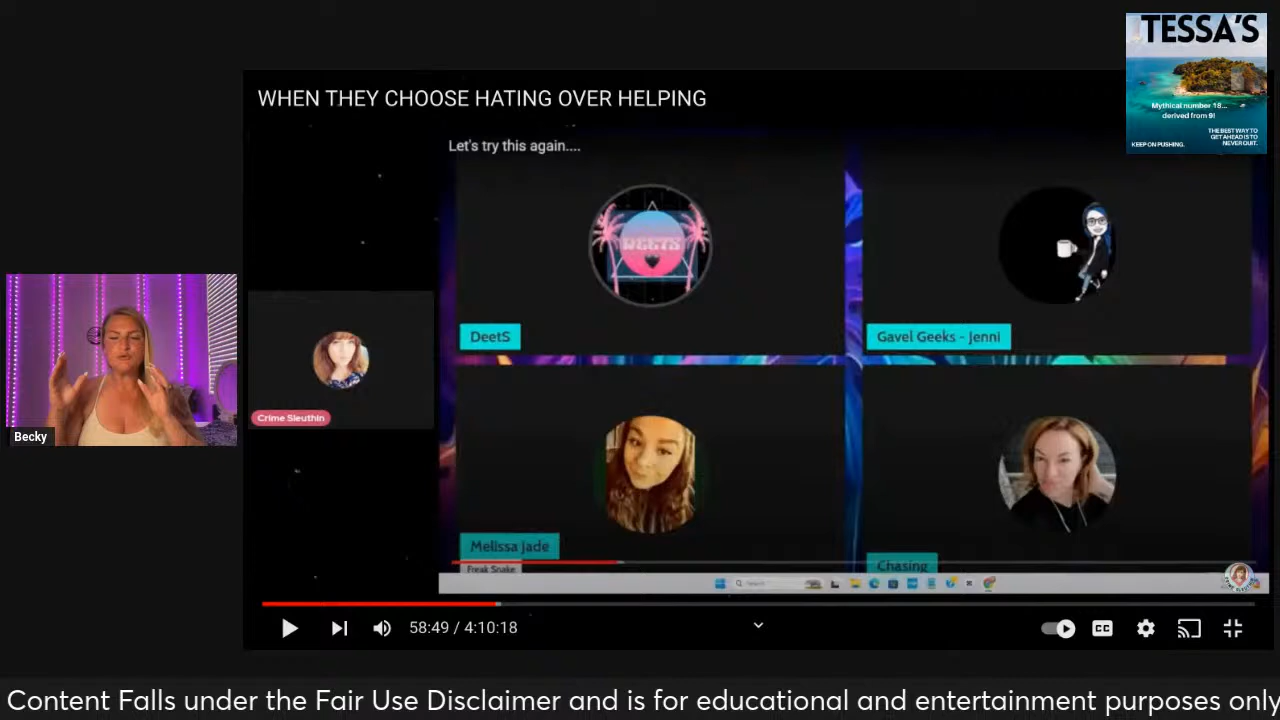 TESSA'S
Mythical number 18...
derived from 9!
THE BEST WAY TO
GET AHEAD IS TO
NEVER QUIT.
KEEP ON PUSHING.
WHEN THEY CHOOSE HATING OVER HELPING
Let's try this again....
DEETS
DeetS
Gavel Geeks - Jenni
Becky
Crime Sleuthin
Melissa Jade
Freak Snake
Chasing
Search
58:49 / 4:10:18
CC
Content Falls under the Fair Use Disclaimer and is for educational and entertainment purposes only